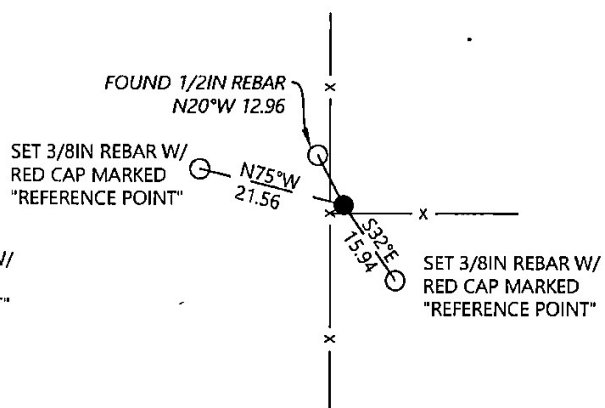 FOUND 1/2IN REBAR
N20°W 12.96
SET 3/8IN REBAR W/
RED CAP MARKED
"REFERENCE POINT"
N75°W
21.56
S32°E
15.94
W/
"
SET 3/8IN REBAR W/
RED CAP MARKED
"REFERENCE POINT"
x
x
x
x